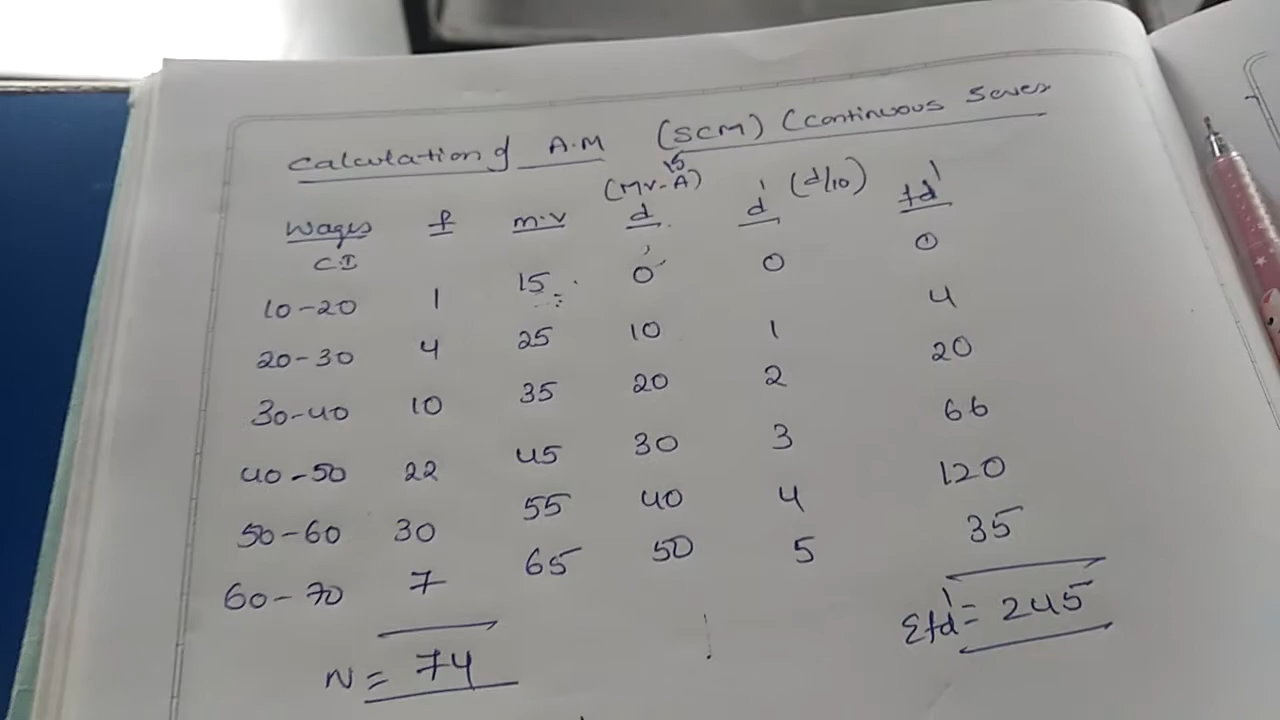 Calculation of A.M (SCM) (Continuous Series
15
(MV-A)
Wages f m.v d d' (d/10) fd'
C.I
10-20 1 15 0 0 0
20-30 4 25 10 1 4
30-40 10 35 20 2 20
40-50 22 45 30 3 66
50-60 30 55 40 4 120
60-70 7 65 50 5 35
N = 74 Σfd' = 245